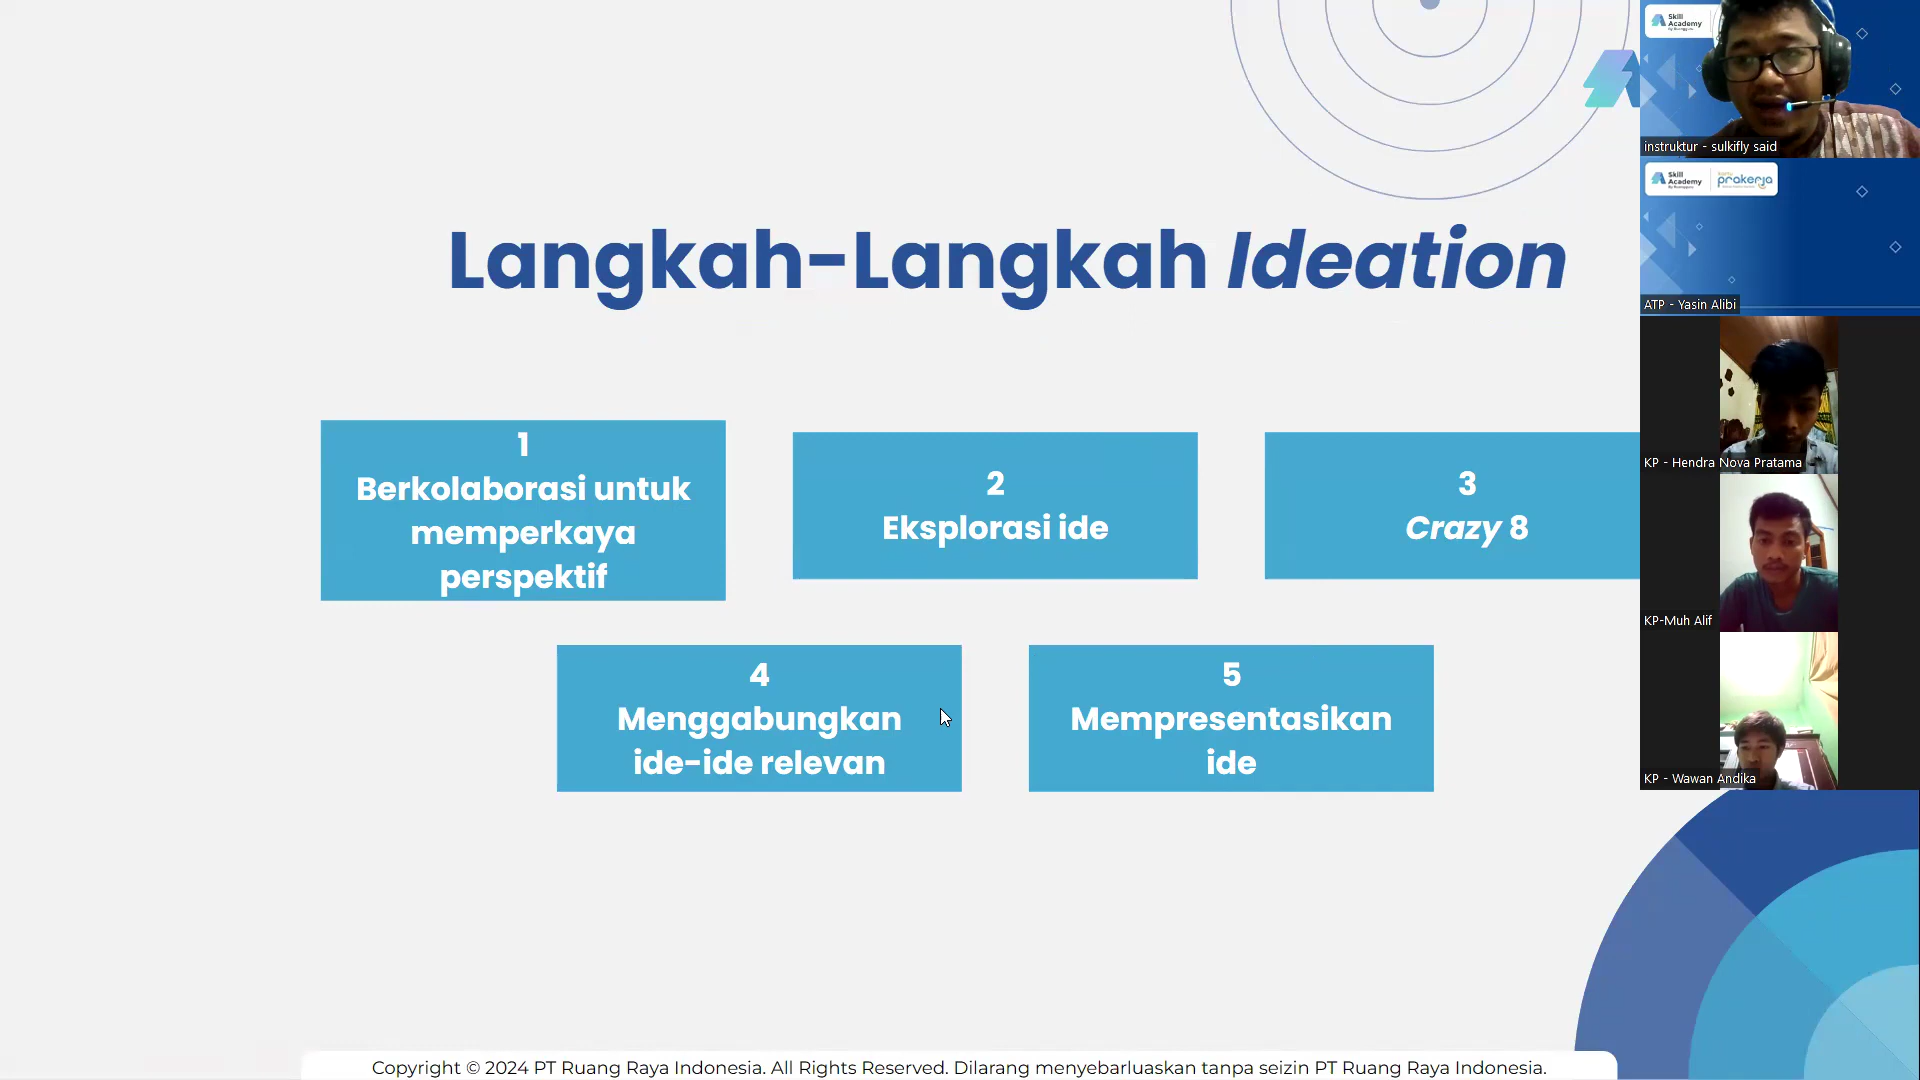 Langkah-Langkah Ideation
1
Berkolaborasi untuk
memperkaya
perspektif
2
Eksplorasi ide
3
Crazy 8
4
Menggabungkan
ide-ide relevan
5
Mempresentasikan
ide
Copyright © 2024 PT Ruang Raya Indonesia. All Rights Reserved. Dilarang menyebarluaskan tanpa seizin PT Ruang Raya Indonesia.
Skill
Academy
instruktur - sulkifly said
Skill
Academy
prakerja
ATP - Yasin Alibi
KP - Hendra Nova Pratama
KP-Muh Alif
KP - Wawan Andika